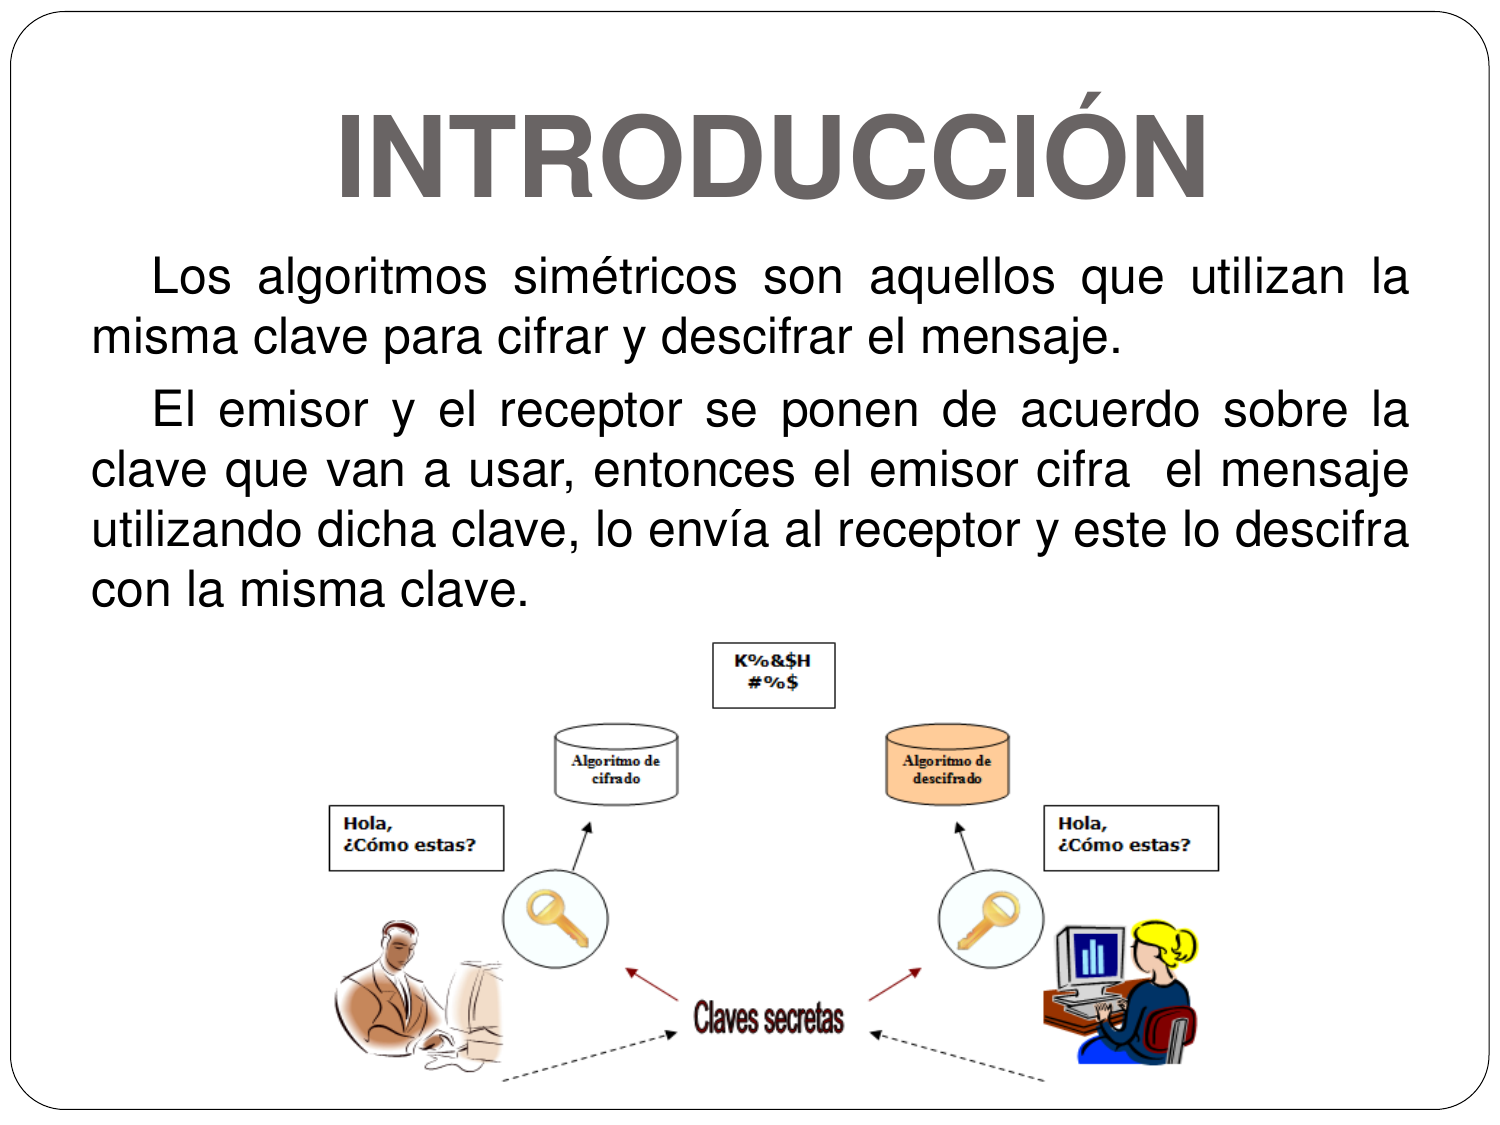 INTRODUCCIÓN
Los algoritmos simétricos son aquellos que utilizan la
misma clave para cifrar y descifrar el mensaje.
El emisor y el receptor se ponen de acuerdo sobre la
clave que van a usar, entonces el emisor cifra  el mensaje
utilizando dicha clave, lo envía al receptor y este lo descifra
con la misma clave.
K%&$H
#%$
Algoritmo de
cifrado
Algoritmo de
descifrado
Hola,
¿Cómo estas?
Hola,
¿Cómo estas?
Claves secretas